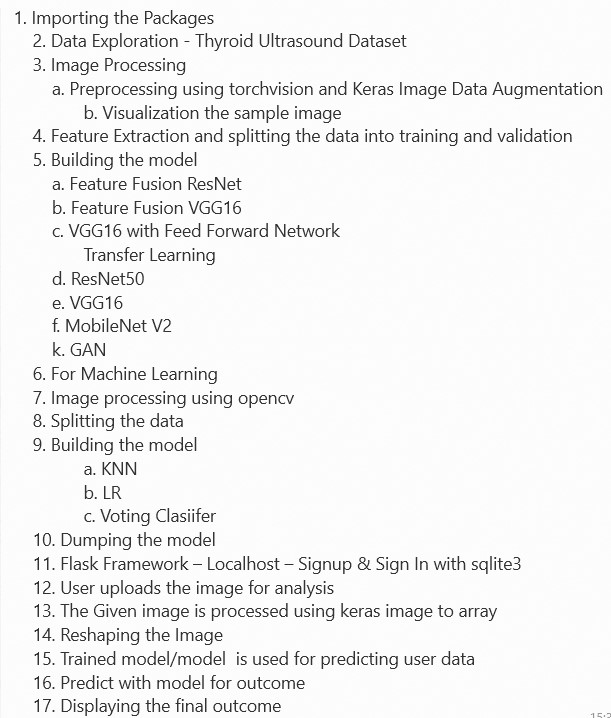 1. Importing the Packages
2. Data Exploration - Thyroid Ultrasound Dataset
3. Image Processing
a. Preprocessing using torchvision and Keras Image Data Augmentation
b. Visualization the sample image
4. Feature Extraction and splitting the data into training and validation
5. Building the model
a. Feature Fusion ResNet
b. Feature Fusion VGG16
c. VGG16 with Feed Forward Network
Transfer Learning
d. ResNet50
e. VGG16
f. MobileNet V2
k. GAN
6. For Machine Learning
7. Image processing using opencv
8. Splitting the data
9. Building the model
a. KNN
b. LR
c. Voting Clasiifer
10. Dumping the model
11. Flask Framework – Localhost – Signup & Sign In with sqlite3
12. User uploads the image for analysis
13. The Given image is processed using keras image to array
14. Reshaping the Image
15. Trained model/model  is used for predicting user data
16. Predict with model for outcome
17. Displaying the final outcome